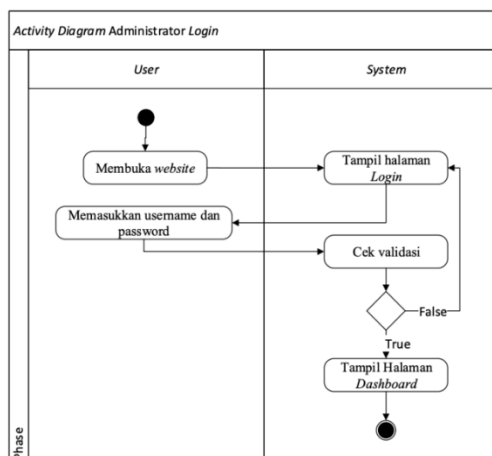 Activity Diagram Administrator Login
User
System
Membuka website
Tampil halaman
Login
Memasukkan username dan
password
Cek validasi
False
True
Tampil Halaman
Dashboard
Phase